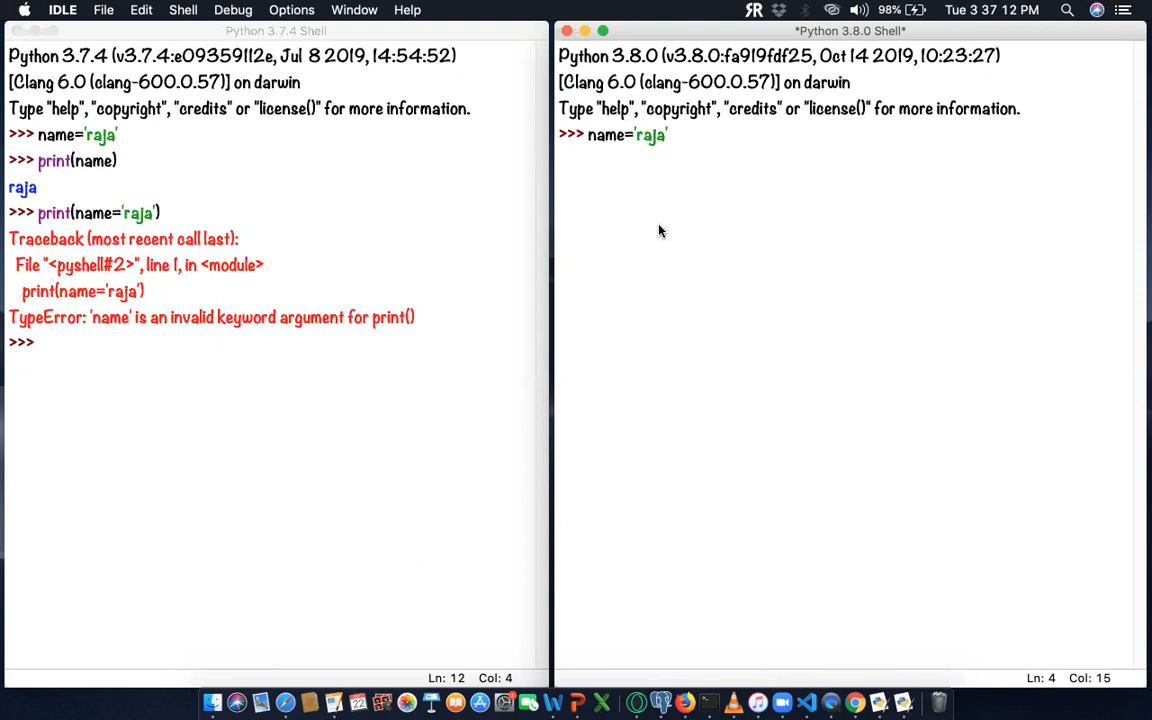 IDLE File Edit Shell Debug Options Window Help 98% Tue 3 37 12 PM
Python 3.7.4 Shell
Python 3.7.4 (v3.7.4:e09359112e, Jul 8 2019, 14:54:52)
[Clang 6.0 (clang-600.0.57)] on darwin
Type "help", "copyright", "credits" or "license()" for more information.
>>> name='raja'
>>> print(name)
raja
>>> print(name='raja')
Traceback (most recent call last):
File "<pyshell#2>", line 1, in <module>
print(name='raja')
TypeError: 'name' is an invalid keyword argument for print()
>>>
Ln: 12 Col: 4
*Python 3.8.0 Shell*
Python 3.8.0 (v3.8.0:fa919fdf25, Oct 14 2019, 10:23:27)
[Clang 6.0 (clang-600.0.57)] on darwin
Type "help", "copyright", "credits" or "license()" for more information.
>>> name='raja'
Ln: 4 Col: 15